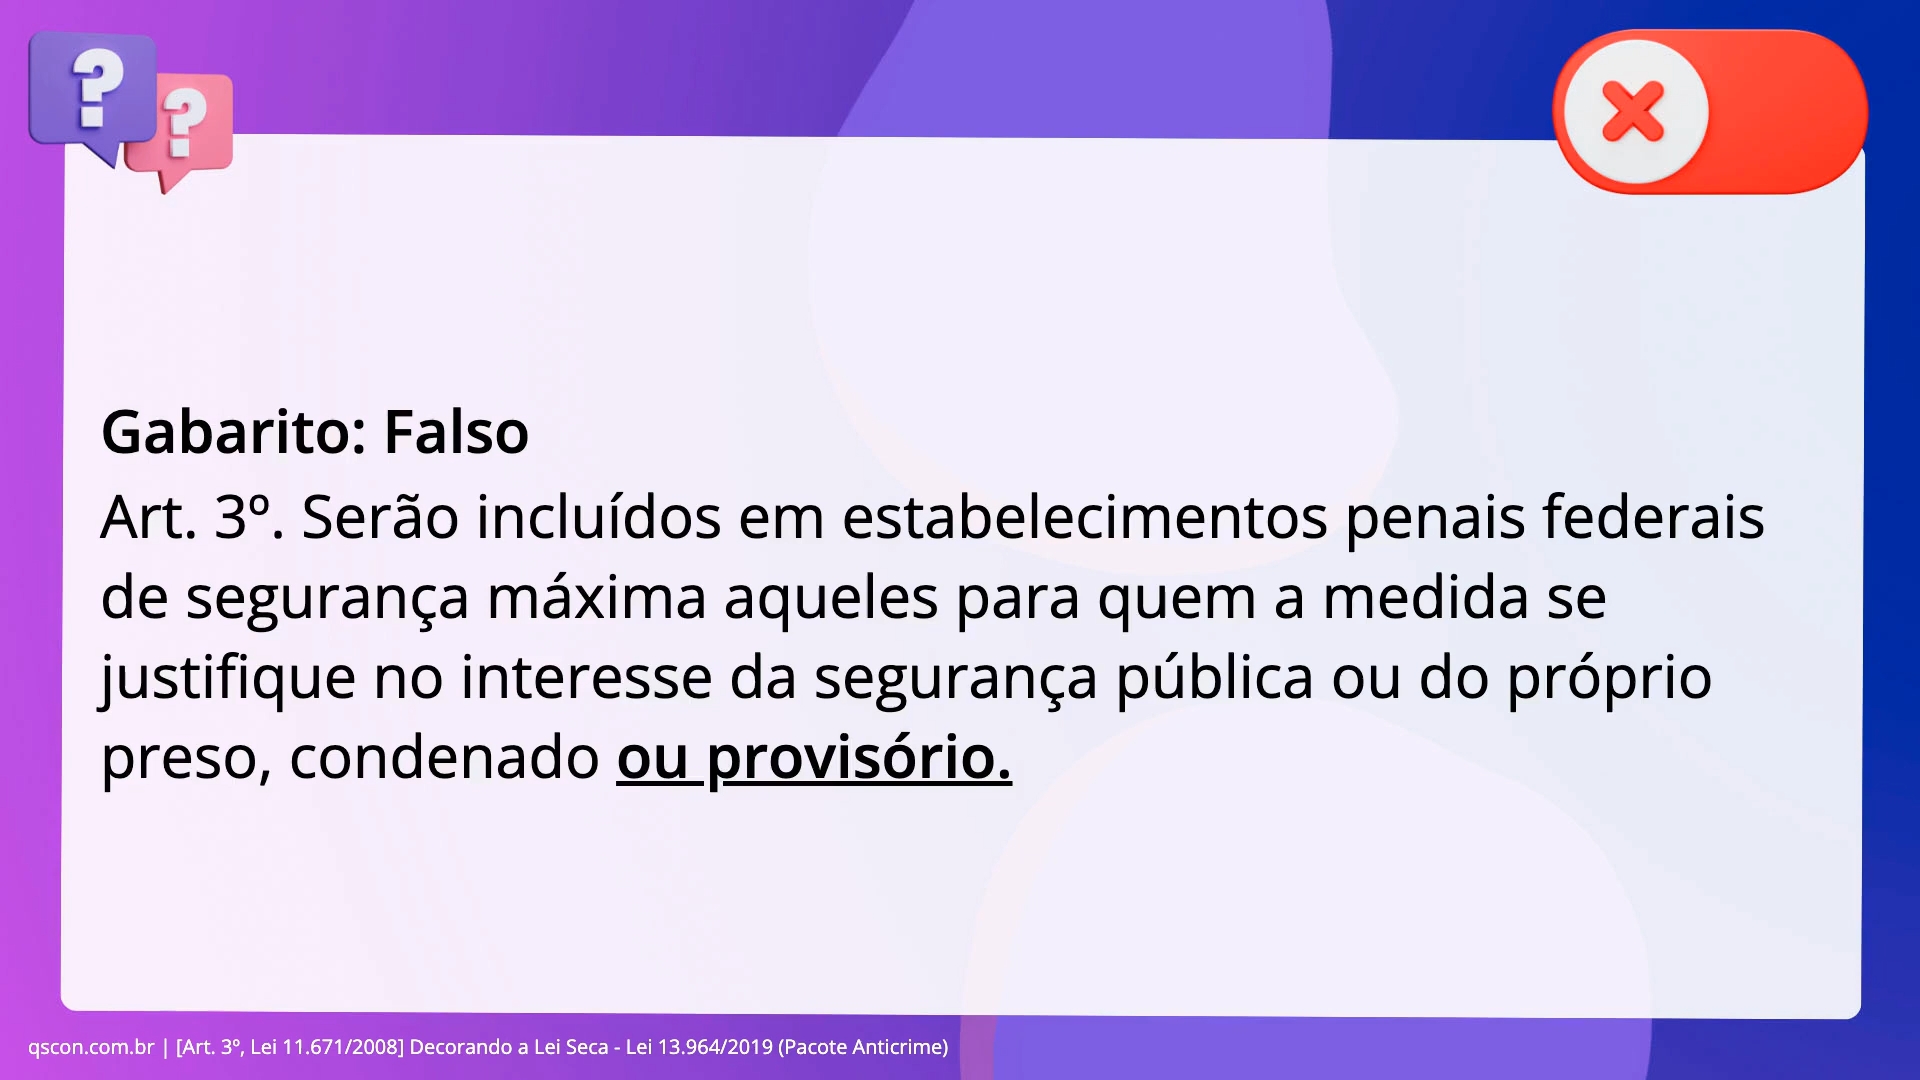 ?
?
Gabarito: Falso
Art. 3º. Serão incluídos em estabelecimentos penais federais
de segurança máxima aqueles para quem a medida se
justifique no interesse da segurança pública ou do próprio
preso, condenado ou provisório.
qscon.com.br | [Art. 3º, Lei 11.671/2008] Decorando a Lei Seca - Lei 13.964/2019 (Pacote Anticrime)